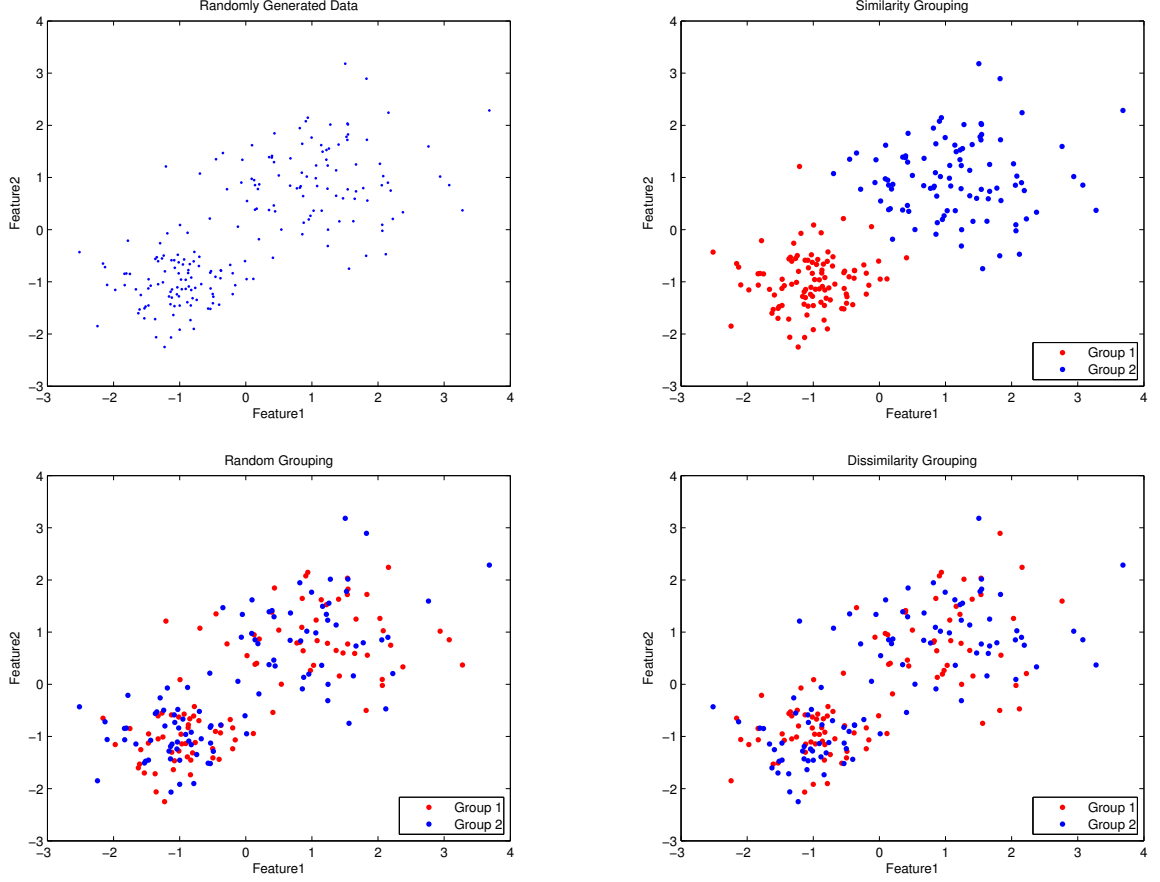 Randomly Generated Data
4
3
2
1
0
−1
−2
−3
Feature2
−3 −2 −1 0 1 2 3 4
Feature1
Similarity Grouping
4
3
2
1
0
−1
−2
−3
Feature2
Group 1
Group 2
−3 −2 −1 0 1 2 3 4
Feature1
Random Grouping
4
3
2
1
0
−1
−2
−3
Feature2
Group 1
Group 2
−3 −2 −1 0 1 2 3 4
Feature1
Dissimilarity Grouping
4
3
2
1
0
−1
−2
−3
Feature2
Group 1
Group 2
−3 −2 −1 0 1 2 3 4
Feature1